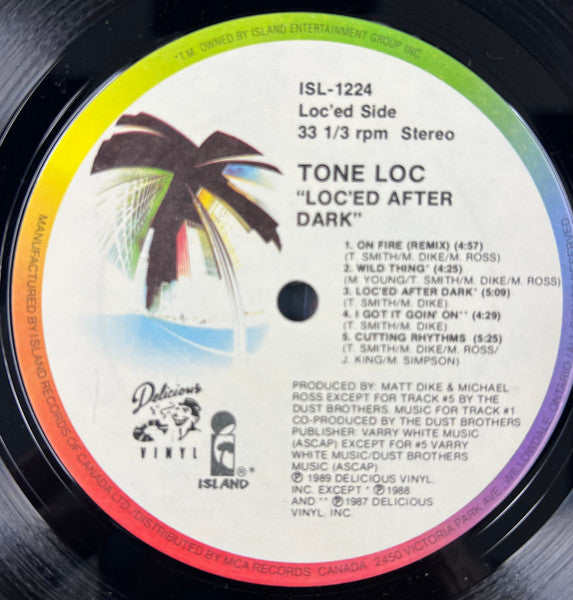 *T.M. OWNED BY ISLAND ENTERTAINMENT GROUP INC.
ISL-1224
Loc'ed Side
33 1/3 rpm Stereo
TONE LOC
"LOC'ED AFTER
DARK"
1. ON FIRE (REMIX) (4:57)
(T. SMITH/M. DIKE/M. ROSS)
2. WILD THING* (4:25)
(M. YOUNG/T. SMITH/M. DIKE/M. ROSS)
3. LOC'ED AFTER DARK* (5:09)
(T. SMITH/M. DIKE)
4. I GOT IT GOIN' ON** (4:29)
(T. SMITH/M. DIKE)
5. CUTTING RHYTHMS (5:25)
(T. SMITH/M. DIKE/M. ROSS/
J. KING/M. SIMPSON)
PRODUCED BY: MATT DIKE & MICHAEL
ROSS EXCEPT FOR TRACK #5 BY THE
DUST BROTHERS. MUSIC FOR TRACK #1
CO-PRODUCED BY THE DUST BROTHERS
PUBLISHER: VARRY WHITE MUSIC
(ASCAP) EXCEPT FOR #5 VARRY
WHITE MUSIC/DUST BROTHERS
MUSIC (ASCAP)
Ⓟ 1989 DELICIOUS VINYL,
INC. EXCEPT * Ⓟ 1988
AND ** Ⓟ 1987 DELICIOUS
VINYL, INC.
Delicious
VINYL
®*
ISLAND
MANUFACTURED BY ISLAND RECORDS OF CANADA LTD./DISTRIBUTED BY MCA RECORDS CANADA, 2450 VICTORIA PARK AVE. WILLOWDALE, ONTARIO